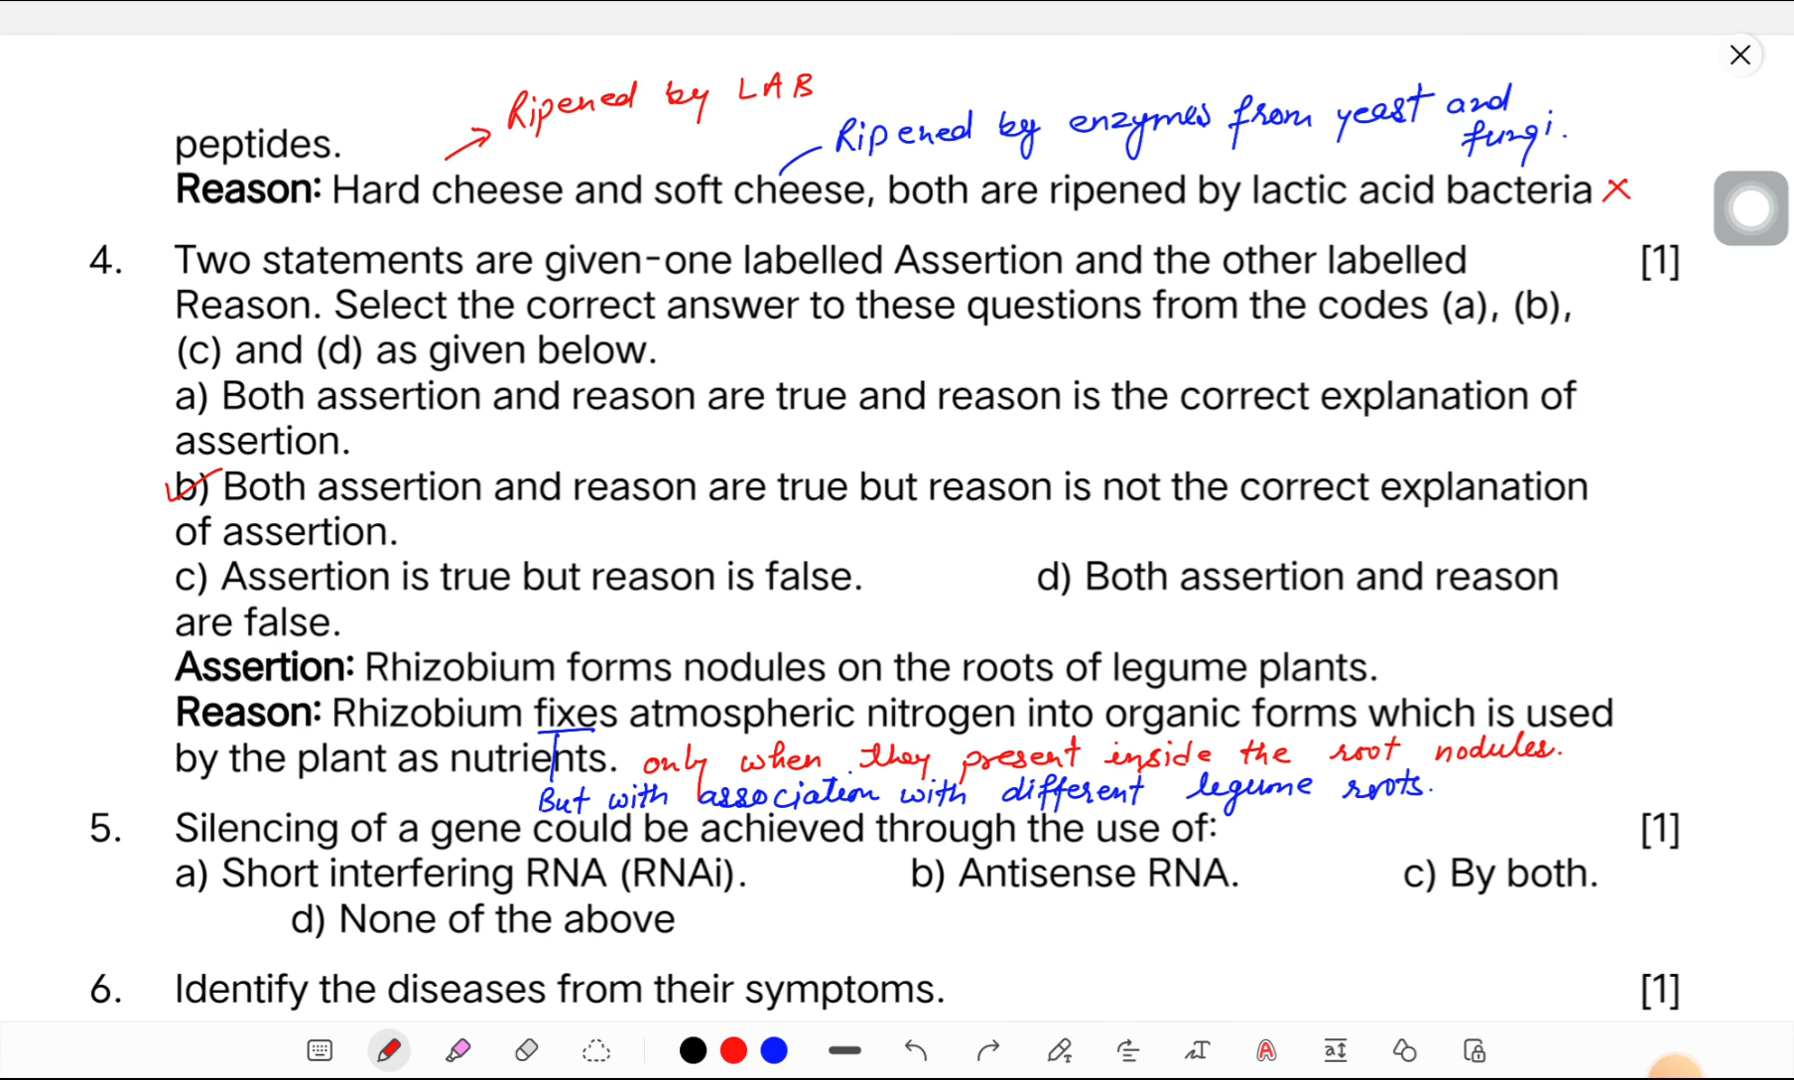 Ripened by LAB
Ripened by enzymes from yeast and
fungi.
peptides.
Reason: Hard cheese and soft cheese, both are ripened by lactic acid bacteria ×
4. Two statements are given-one labelled Assertion and the other labelled [1]
Reason. Select the correct answer to these questions from the codes (a), (b),
(c) and (d) as given below.
a) Both assertion and reason are true and reason is the correct explanation of
assertion.
b) Both assertion and reason are true but reason is not the correct explanation
of assertion.
c) Assertion is true but reason is false. d) Both assertion and reason
are false.
Assertion: Rhizobium forms nodules on the roots of legume plants.
Reason: Rhizobium fixes atmospheric nitrogen into organic forms which is used
by the plant as nutrients. only when they present inside the root nodules.
But with association with different legume roots.
5. Silencing of a gene could be achieved through the use of: [1]
a) Short interfering RNA (RNAi). b) Antisense RNA. c) By both.
d) None of the above
6. Identify the diseases from their symptoms. [1]